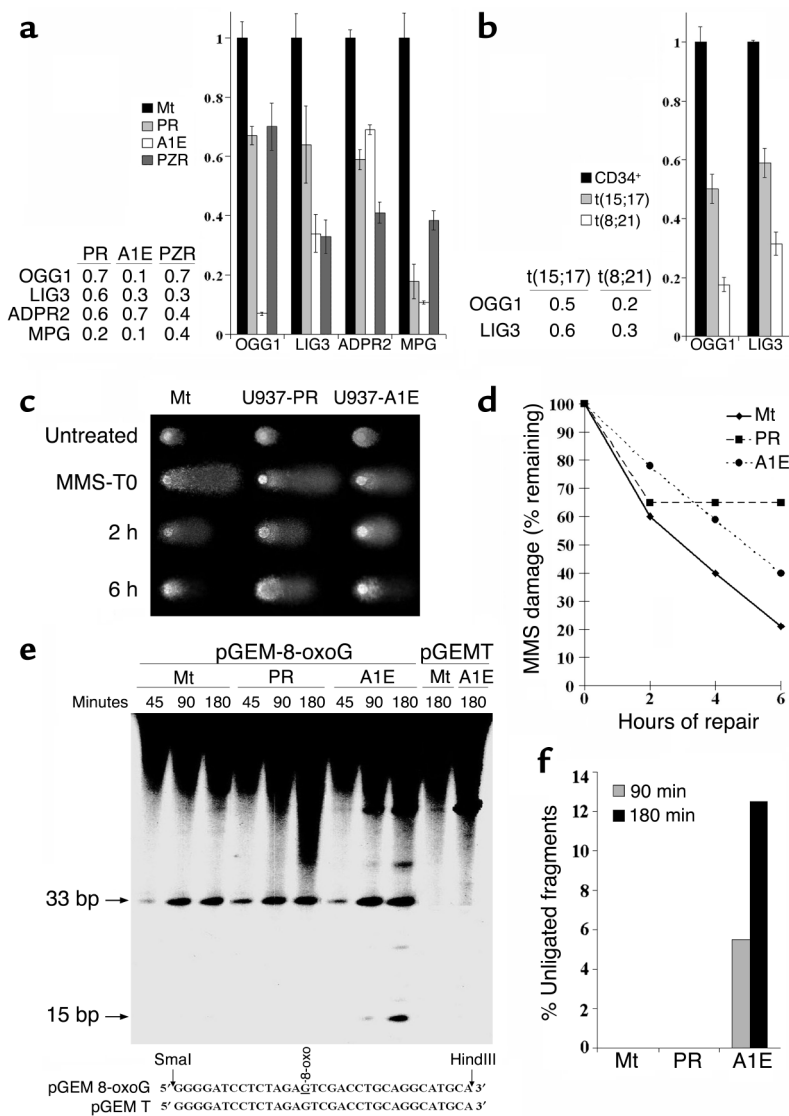 a
1
0.8
0.6
0.4
0.2
0
Mt
PR
A1E
PZR
PR A1E PZR
OGG1 0.7 0.1 0.7
LIG3 0.6 0.3 0.3
ADPR2 0.6 0.7 0.4
MPG 0.2 0.1 0.4
OGG1 LIG3 ADPR2 MPG
b
1
0.8
0.6
0.4
0.2
0
CD34+
t(15;17)
t(8;21)
t(15;17) t(8;21)
OGG1 0.5 0.2
LIG3 0.6 0.3
OGG1 LIG3
c
Mt U937-PR U937-A1E
Untreated
MMS-T0
2 h
6 h
d
MMS damage (% remaining)
100
90
80
70
60
50
40
30
20
10
0
Mt
PR
A1E
0 2 4 6
Hours of repair
e
pGEM-8-oxoG pGEMT
Mt PR A1E Mt A1E
Minutes 45 90 180 45 90 180 45 90 180 180 180
33 bp
15 bp
SmaI 8-oxo HindIII
pGEM 8-oxoG 5'GGGGATCCTCTAGAGTCGACCTGCAGGCATGCA3'
pGEM T 5'GGGGATCCTCTAGAGTCGACCTGCAGGCATGCA3'
f
% Unligated fragments
14
12
10
8
6
4
2
0
90 min
180 min
Mt PR A1E